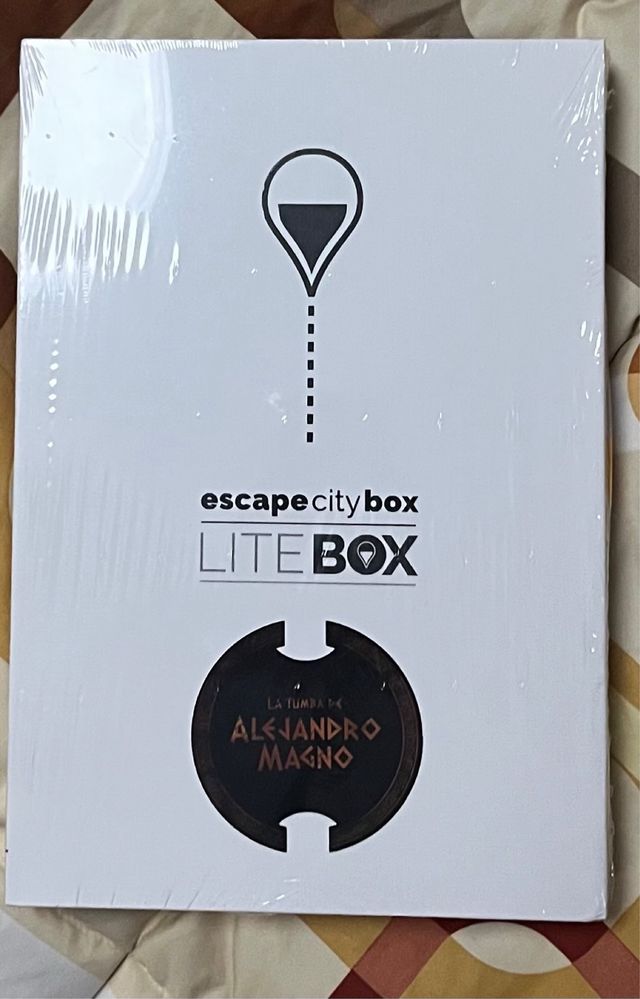 escapecitybox
LITEBOX
LA TUMBA DE
ALEJANDRO
MAGNO